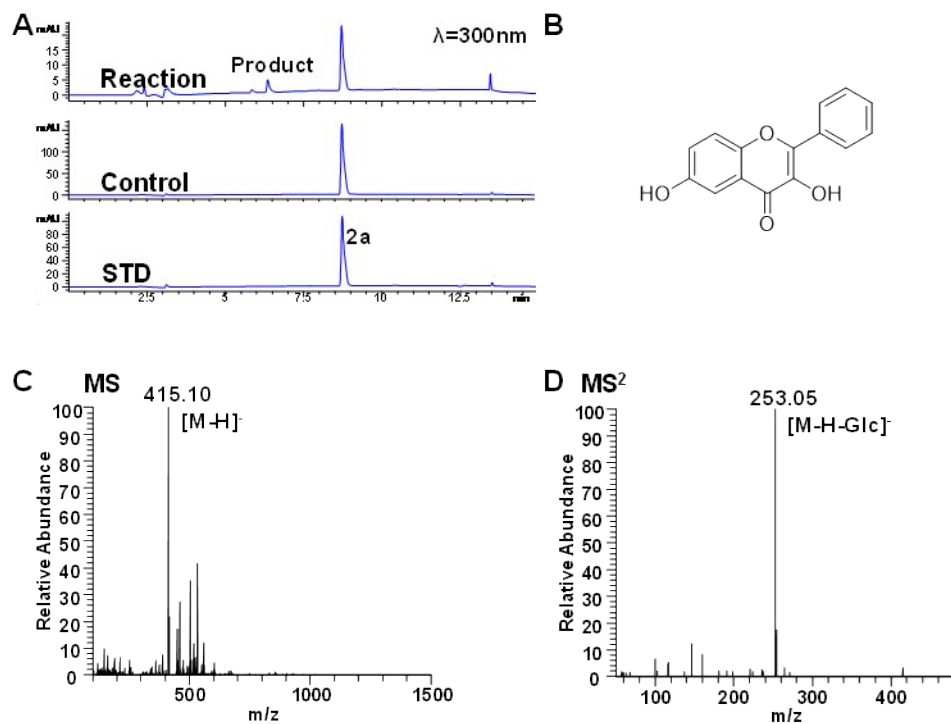 A
mAU
λ=300nm
15
10
5
0
Reaction
Product
mAU
100
50
0
Control
mAU
80
60
40
20
0
STD
2a
2.5 5 7.5 10 12.5 min
B
O
HO
OH
O
C MS
415.10
[M-H]-
Relative Abundance
100
90
80
70
60
50
40
30
20
10
0
500 1000 1500
m/z
D MS2
253.05
[M-H-Glc]-
Relative Abundance
100
90
80
70
60
50
40
30
20
10
0
100 200 300 400
m/z